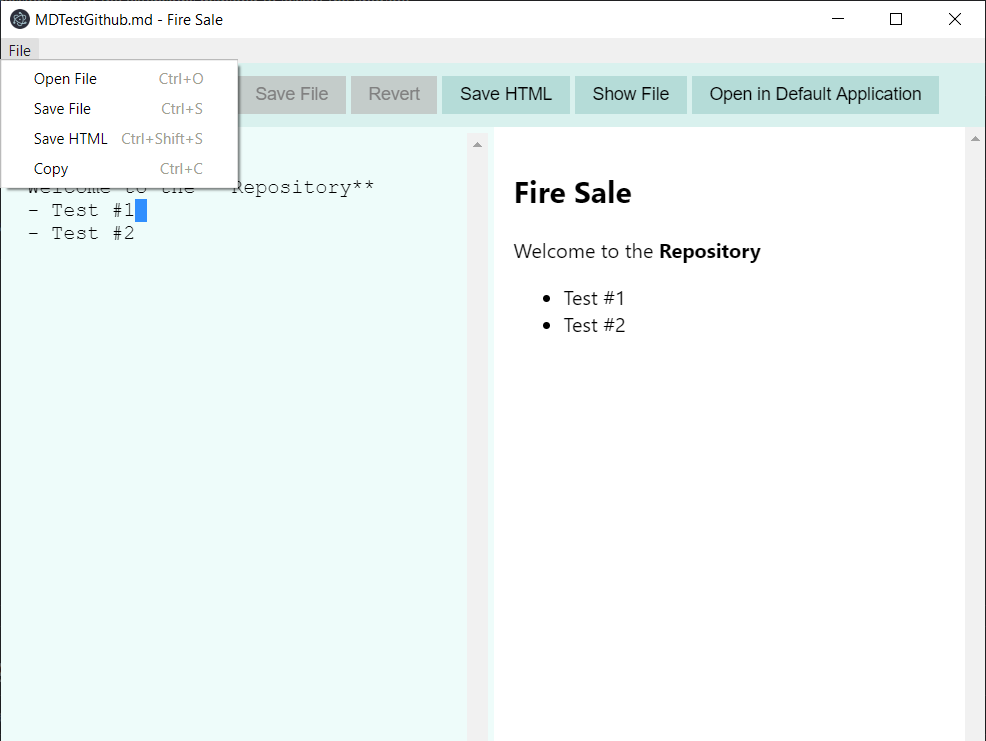 MDTestGithub.md - Fire Sale
File
Open File Ctrl+O
Save File Ctrl+S
Save HTML Ctrl+Shift+S
Copy Ctrl+C
Save File Revert Save HTML Show File Open in Default Application
Welcome to the **Repository**
- Test #1
- Test #2
Fire Sale
Welcome to the Repository
• Test #1
• Test #2